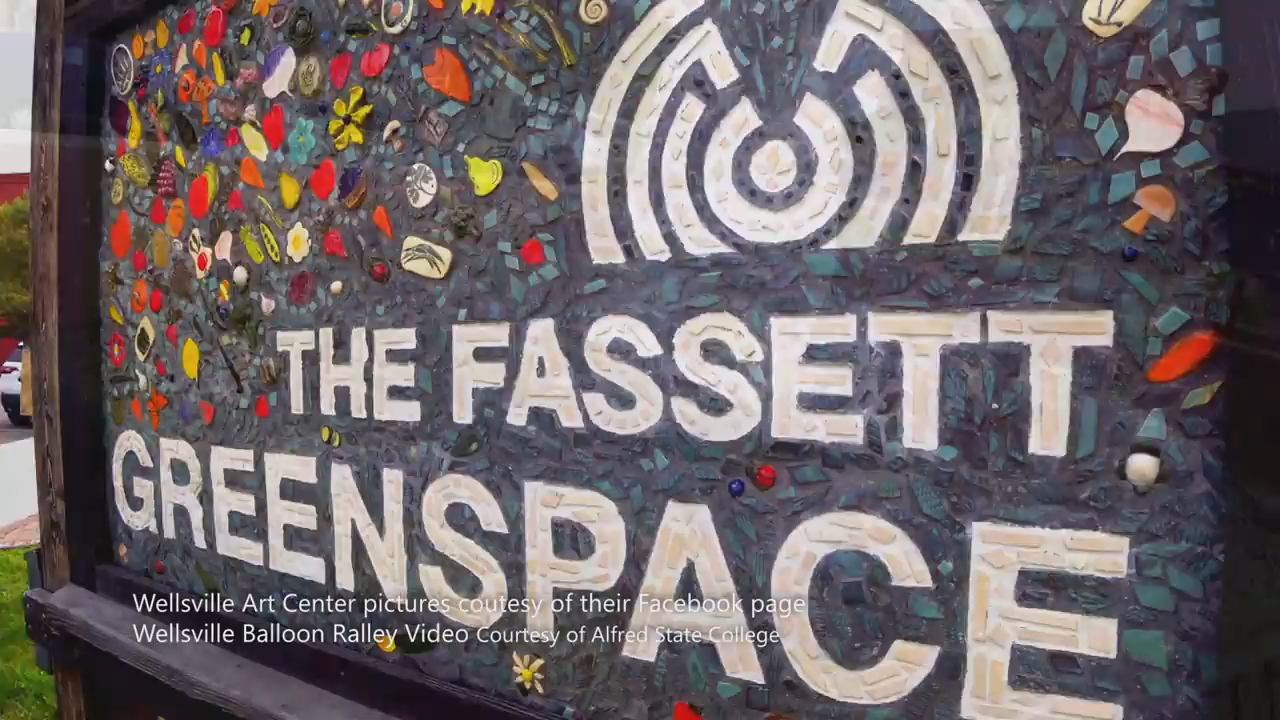 THE FASSETT
GREENSPACE
Wellsville Art Center pictures coutesy of their Facebook page
Wellsville Balloon Ralley Video Courtesy of Alfred State College